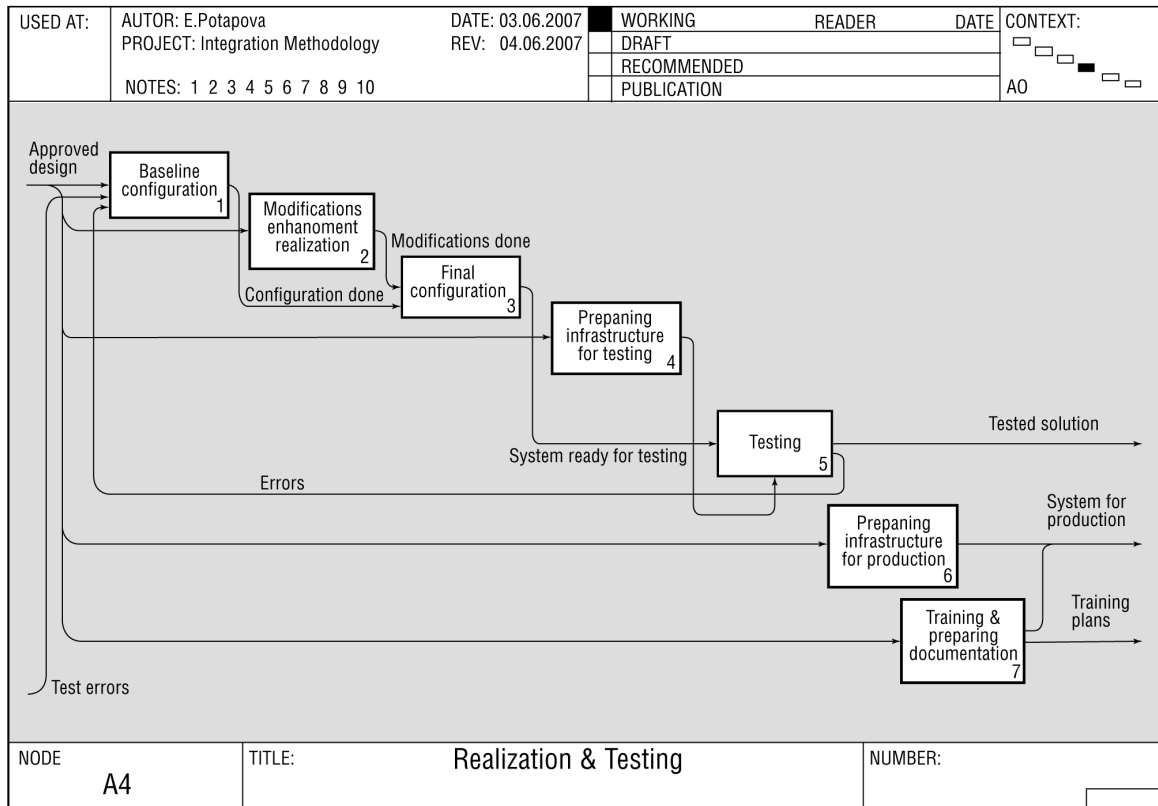 USED AT:
AUTOR: E.Potapova
DATE: 03.06.2007
PROJECT: Integration Methodology
REV: 04.06.2007
NOTES: 1 2 3 4 5 6 7 8 9 10
WORKING
READER
DATE
DRAFT
RECOMMENDED
PUBLICATION
CONTEXT:
AO
Approved
design
Baseline
configuration
1
Modifications
enhanoment
realization
2
Modifications done
Final
configuration
3
Configuration done
Prepaning
infrastructure
for testing
4
Testing
5
Tested solution
System ready for testing
Errors
Prepaning
infrastructure
for production
6
System for
production
Training &
preparing
documentation
7
Training
plans
Test errors
NODE
A4
TITLE:
Realization & Testing
NUMBER: